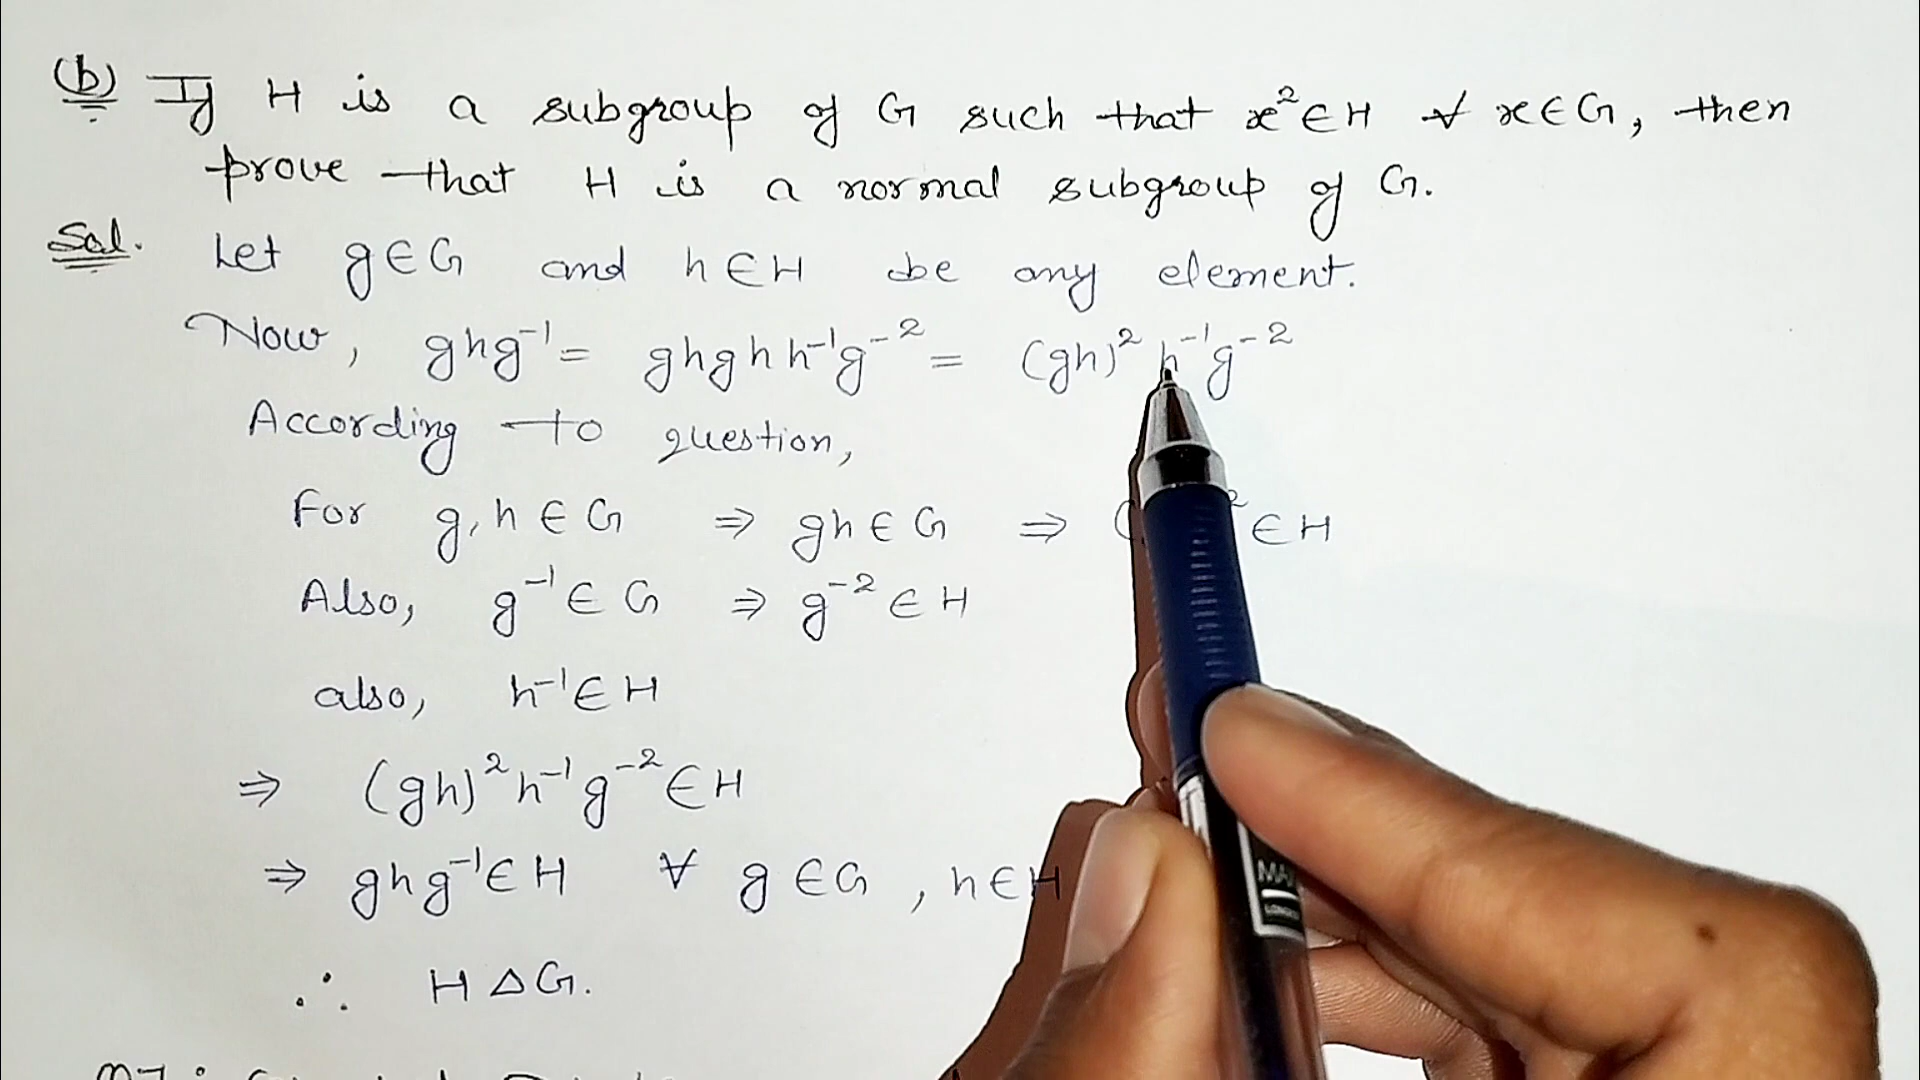 (b) If H is a subgroup of G such that x² ∈ H ∀ x ∈ G, then
prove that H is a normal subgroup of G.
Sol. Let g ∈ G and h ∈ H be any element.
Now, ghg⁻¹ = ghgh h⁻¹g⁻² = (gh)² h⁻¹g⁻²
According to question,
For g, h ∈ G ⇒ gh ∈ G ⇒ ( ² ∈ H
Also, g⁻¹ ∈ G ⇒ g⁻² ∈ H
also, h⁻¹ ∈ H
⇒ (gh)² h⁻¹ g⁻² ∈ H
⇒ ghg⁻¹ ∈ H ∀ g ∈ G , h ∈ H
∴ H Δ G.